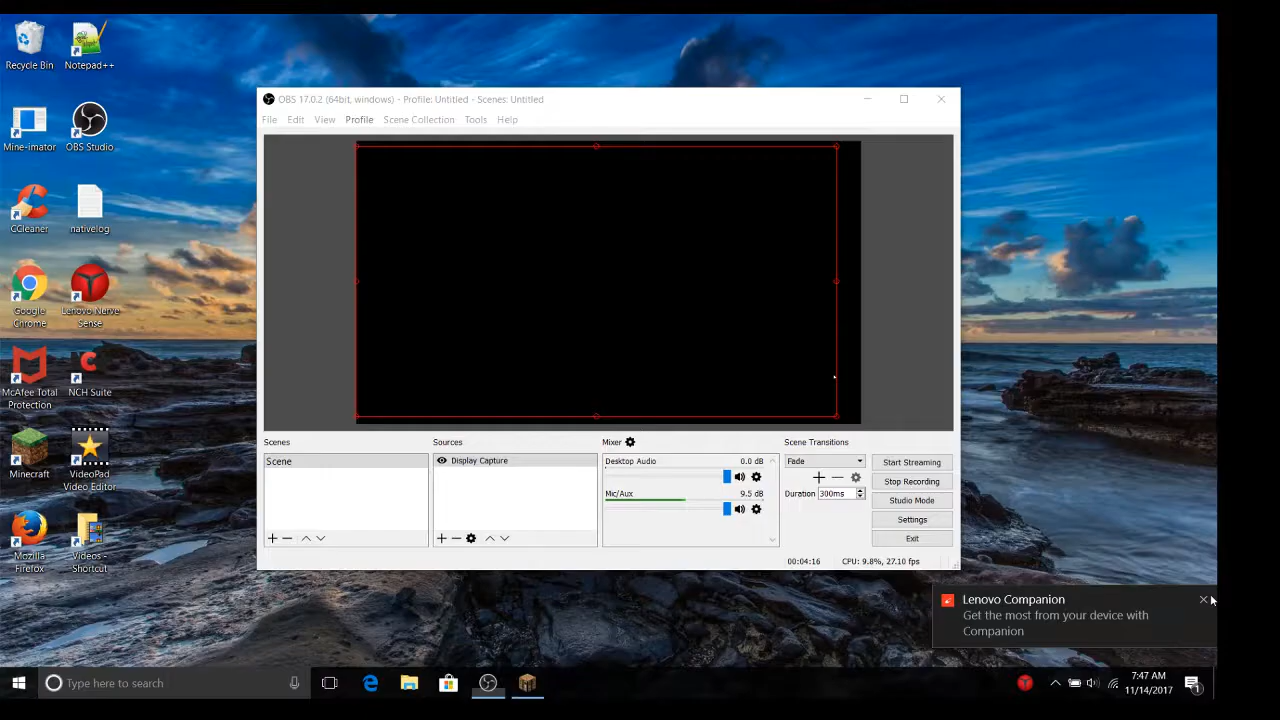 Recycle Bin
Notepad++
Mine-imator
OBS Studio
CCleaner
nativelog
Google
Chrome
Lenovo Nerve
Sense
McAfee Total
Protection
NCH Suite
Minecraft
VideoPad
Video Editor
Mozilla
Firefox
Videos -
Shortcut
OBS 17.0.2 (64bit, windows) - Profile: Untitled - Scenes: Untitled
File Edit View Profile Scene Collection Tools Help
Scenes
Scene
Sources
Display Capture
Mixer
Desktop Audio 0.0 dB
Mic/Aux 9.5 dB
Scene Transitions
Fade
Duration 300ms
Start Streaming
Stop Recording
Studio Mode
Settings
Exit
00:04:16 CPU: 9.8%, 27.10 fps
Lenovo Companion
Get the most from your device with
Companion
Type here to search
7:47 AM
11/14/2017
1